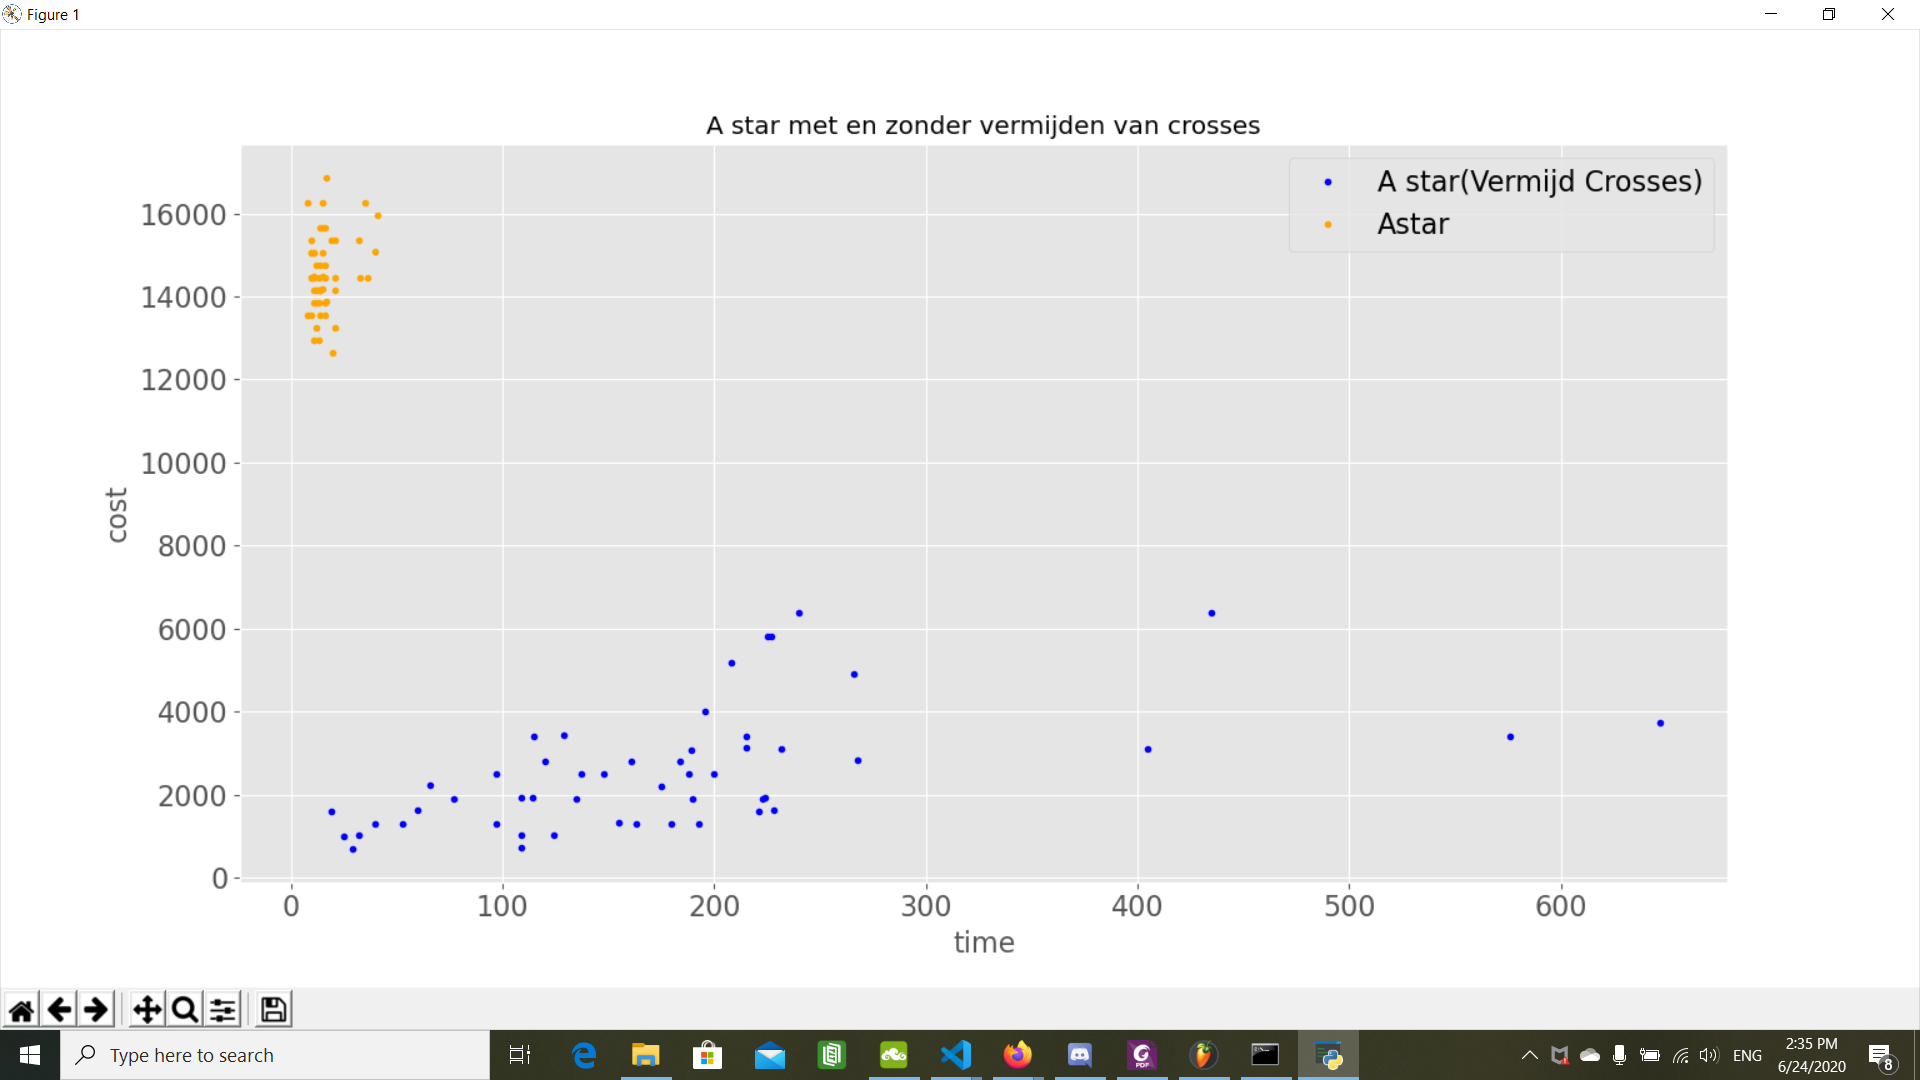 Figure 1
A star met en zonder vermijden van crosses
A star(Vermijd Crosses)
Astar
16000
14000
12000
10000
8000
6000
4000
2000
0
cost
0 100 200 300 400 500 600
time
Type here to search
PDF
ENG
2:35 PM
6/24/2020
8